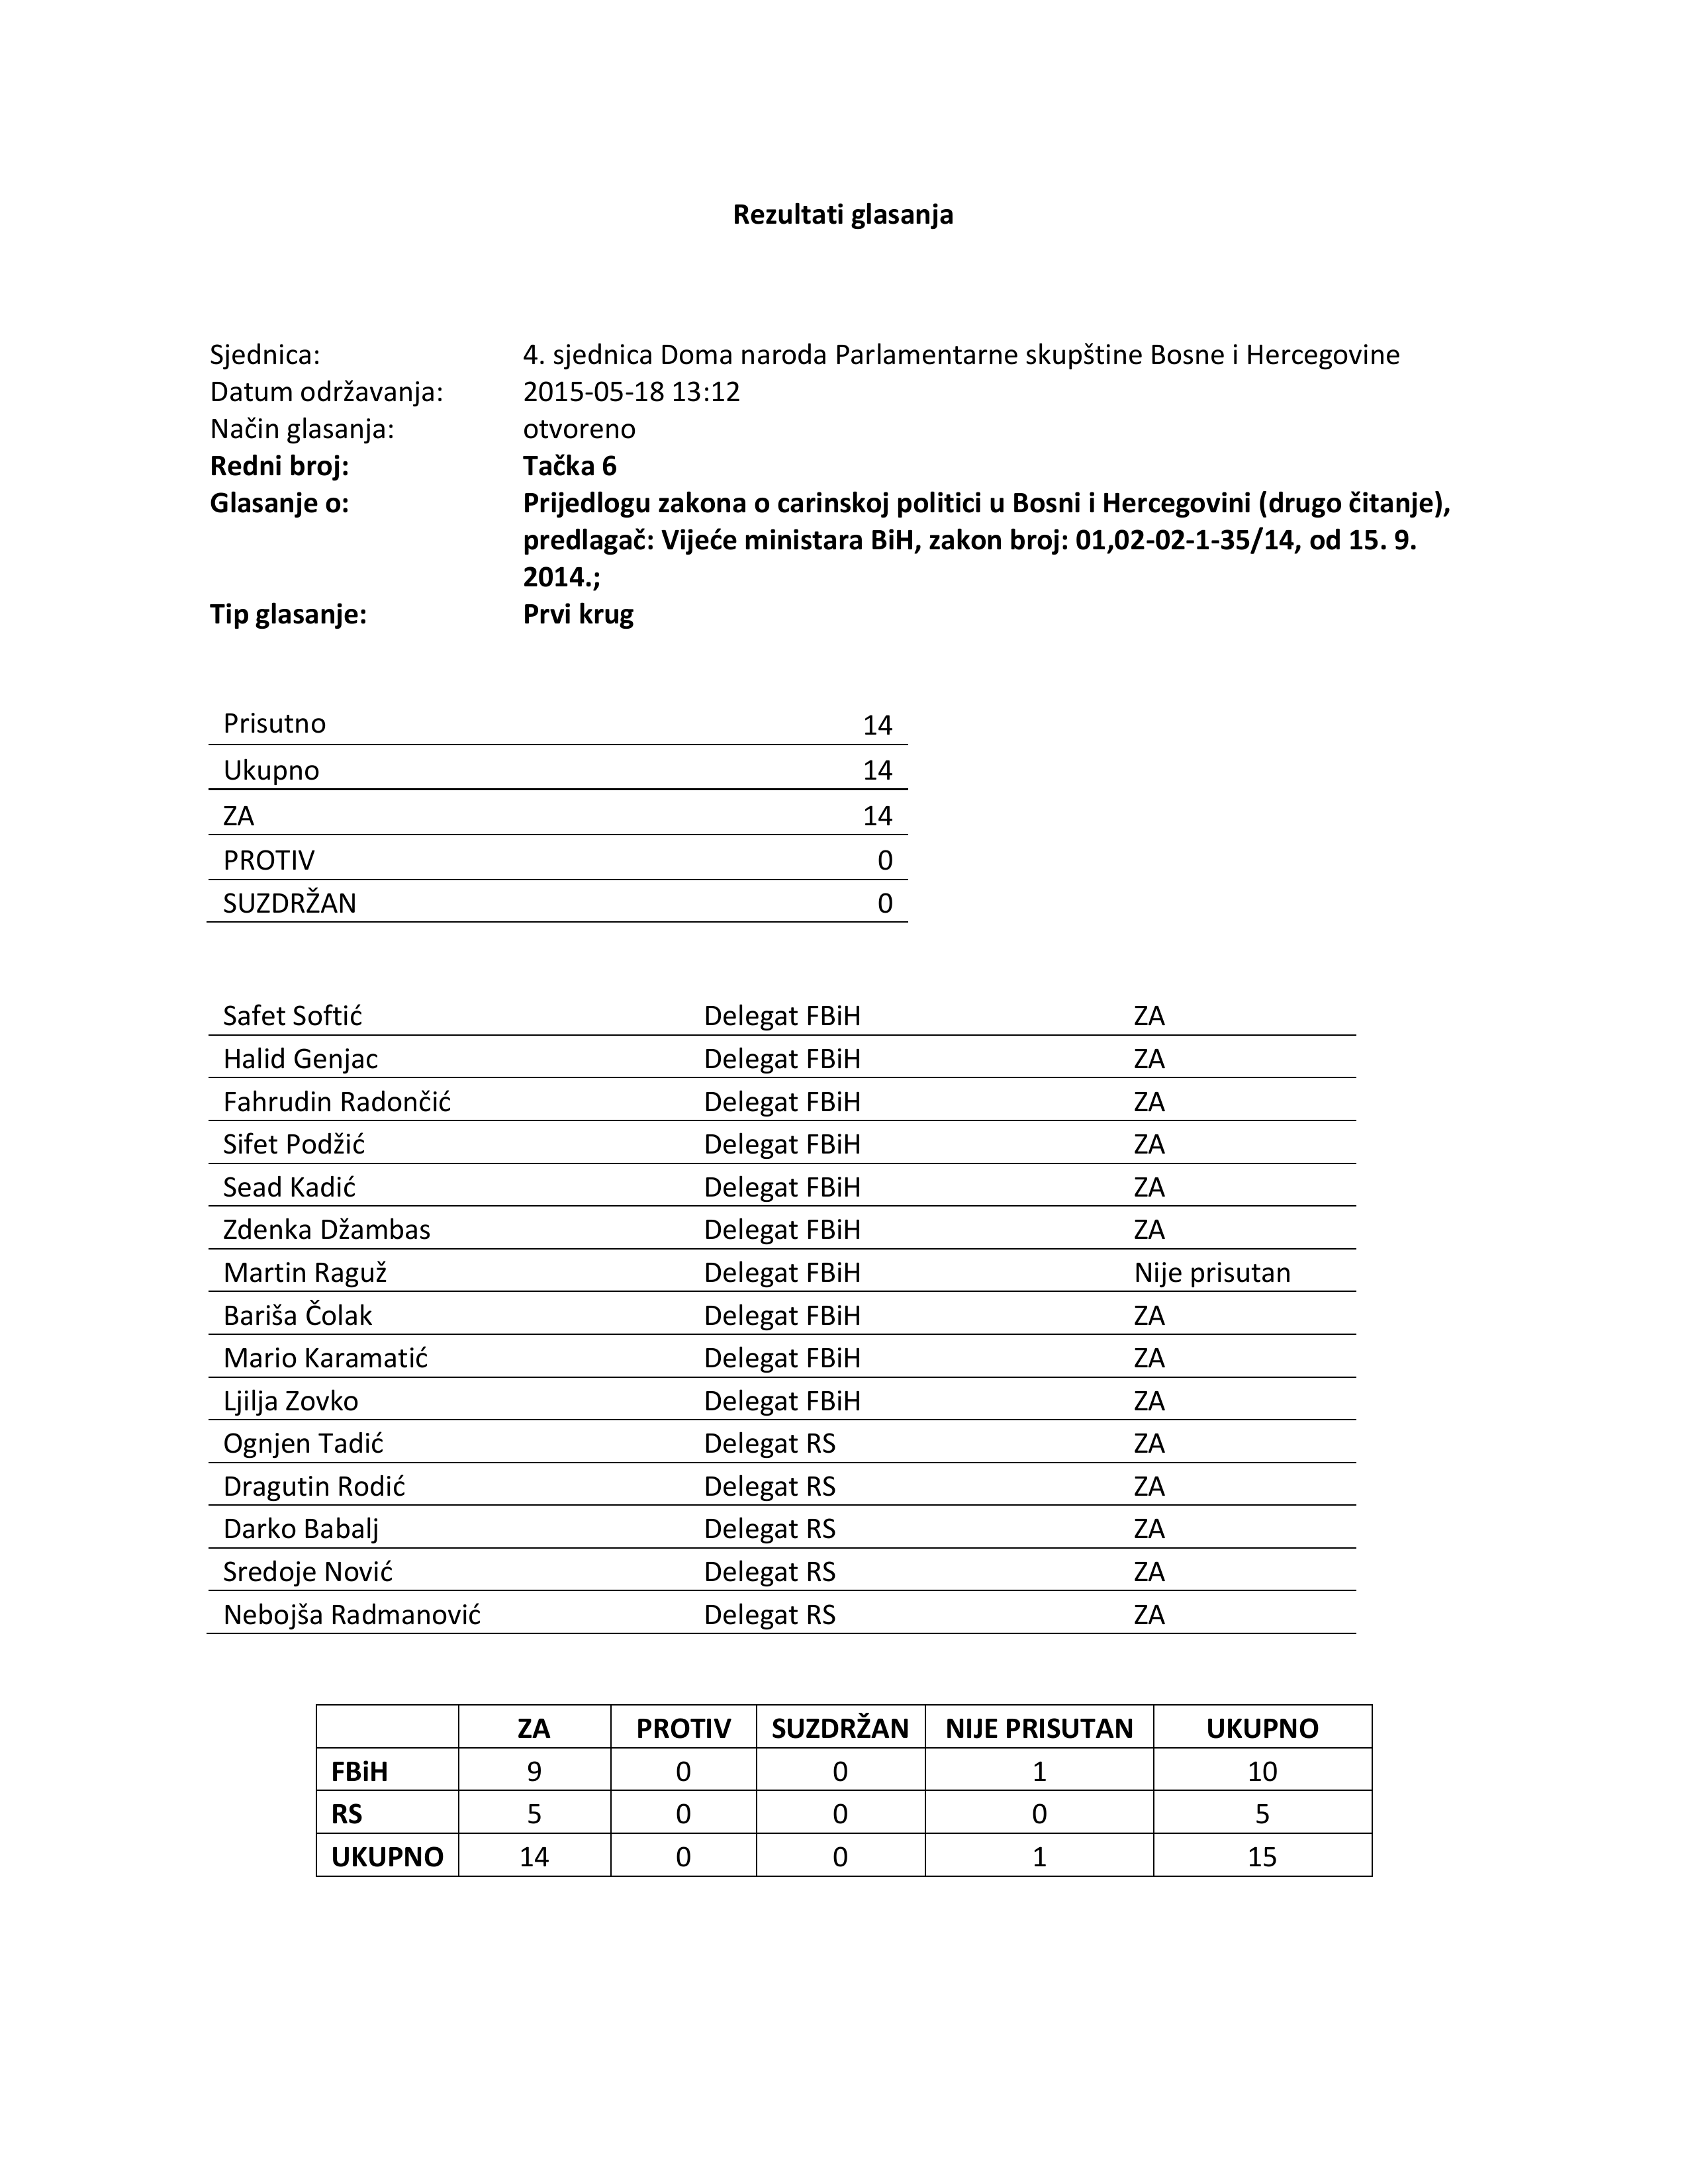 Rezultati glasanja
Sjednica: 4. sjednica Doma naroda Parlamentarne skupštine Bosne i Hercegovine
Datum održavanja: 2015-05-18 13:12
Način glasanja: otvoreno
Redni broj: Tačka 6
Glasanje o: Prijedlogu zakona o carinskoj politici u Bosni i Hercegovini (drugo čitanje),
predlagač: Vijeće ministara BiH, zakon broj: 01,02-02-1-35/14, od 15. 9.
2014.;
Tip glasanje: Prvi krug
Prisutno 14
Ukupno 14
ZA 14
PROTIV 0
SUZDRŽAN 0
Safet Softić Delegat FBiH ZA
Halid Genjac Delegat FBiH ZA
Fahrudin Radončić Delegat FBiH ZA
Sifet Podžić Delegat FBiH ZA
Sead Kadić Delegat FBiH ZA
Zdenka Džambas Delegat FBiH ZA
Martin Raguž Delegat FBiH Nije prisutan
Bariša Čolak Delegat FBiH ZA
Mario Karamatić Delegat FBiH ZA
Ljilja Zovko Delegat FBiH ZA
Ognjen Tadić Delegat RS ZA
Dragutin Rodić Delegat RS ZA
Darko Babalj Delegat RS ZA
Sredoje Nović Delegat RS ZA
Nebojša Radmanović Delegat RS ZA
ZA PROTIV SUZDRŽAN NIJE PRISUTAN UKUPNO
FBiH 9 0 0 1 10
RS 5 0 0 0 5
UKUPNO 14 0 0 1 15